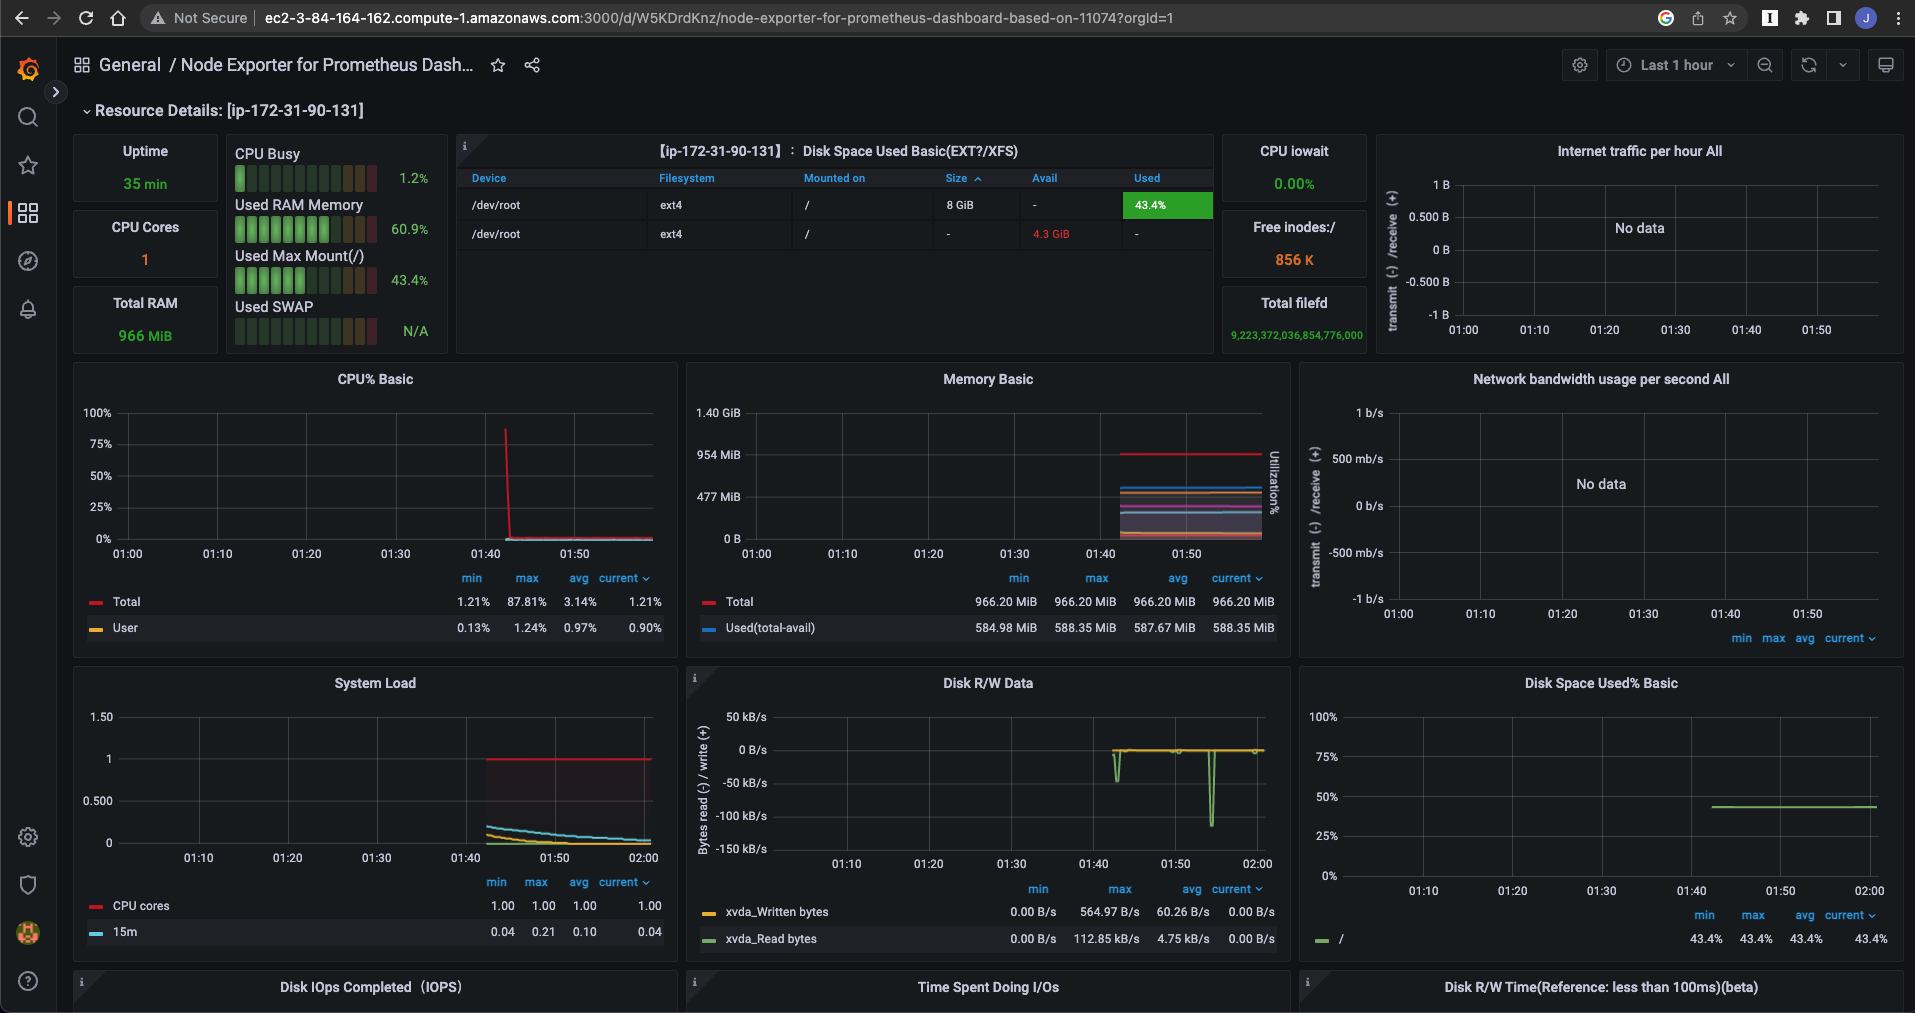 Not Secure
ec2-3-84-164-162.compute-1.amazonaws.com:3000/d/W5KDrdKnz/node-exporter-for-prometheus-dashboard-based-on-11074?orgId=1
J
General / Node Exporter for Prometheus Dash...
Last 1 hour
Resource Details: [ip-172-31-90-131]
Uptime
35 min
CPU Cores
1
Total RAM
966 MiB
CPU Busy
1.2%
Used RAM Memory
60.9%
Used Max Mount(/)
43.4%
Used SWAP
N/A
【ip-172-31-90-131】：Disk Space Used Basic(EXT?/XFS)
Device Filesystem Mounted on Size Avail Used
/dev/root ext4 / 8 GiB - 43.4%
/dev/root ext4 / - 4.3 GiB -
CPU iowait
0.00%
Free inodes:/
856 K
Total filefd
9,223,372,036,854,776,000
Internet traffic per hour All
transmit (-) /receive (+)
1 B
0.500 B
0 B
-0.500 B
-1 B
No data
01:00 01:10 01:20 01:30 01:40 01:50
CPU% Basic
100%
75%
50%
25%
0%
01:00 01:10 01:20 01:30 01:40 01:50
min max avg current
Total 1.21% 87.81% 3.14% 1.21%
User 0.13% 1.24% 0.97% 0.90%
Memory Basic
1.40 GiB
954 MiB
477 MiB
0 B
Utilization%
01:00 01:10 01:20 01:30 01:40 01:50
min max avg current
Total 966.20 MiB 966.20 MiB 966.20 MiB 966.20 MiB
Used(total-avail) 584.98 MiB 588.35 MiB 587.67 MiB 588.35 MiB
Network bandwidth usage per second All
transmit (-) /receive (+)
1 b/s
500 mb/s
0 b/s
-500 mb/s
-1 b/s
No data
01:00 01:10 01:20 01:30 01:40 01:50
min max avg current
System Load
1.50
1
0.500
0
01:10 01:20 01:30 01:40 01:50 02:00
min max avg current
CPU cores 1.00 1.00 1.00 1.00
15m 0.04 0.21 0.10 0.04
Disk R/W Data
Bytes read (-) / write (+)
50 kB/s
0 B/s
-50 kB/s
-100 kB/s
-150 kB/s
01:10 01:20 01:30 01:40 01:50 02:00
min max avg current
xvda_Written bytes 0.00 B/s 564.97 B/s 60.26 B/s 0.00 B/s
xvda_Read bytes 0.00 B/s 112.85 kB/s 4.75 kB/s 0.00 B/s
Disk Space Used% Basic
100%
75%
50%
25%
0%
01:10 01:20 01:30 01:40 01:50 02:00
min max avg current
/ 43.4% 43.4% 43.4% 43.4%
Disk IOps Completed（IOPS）
Time Spent Doing I/Os
Disk R/W Time(Reference: less than 100ms)(beta)